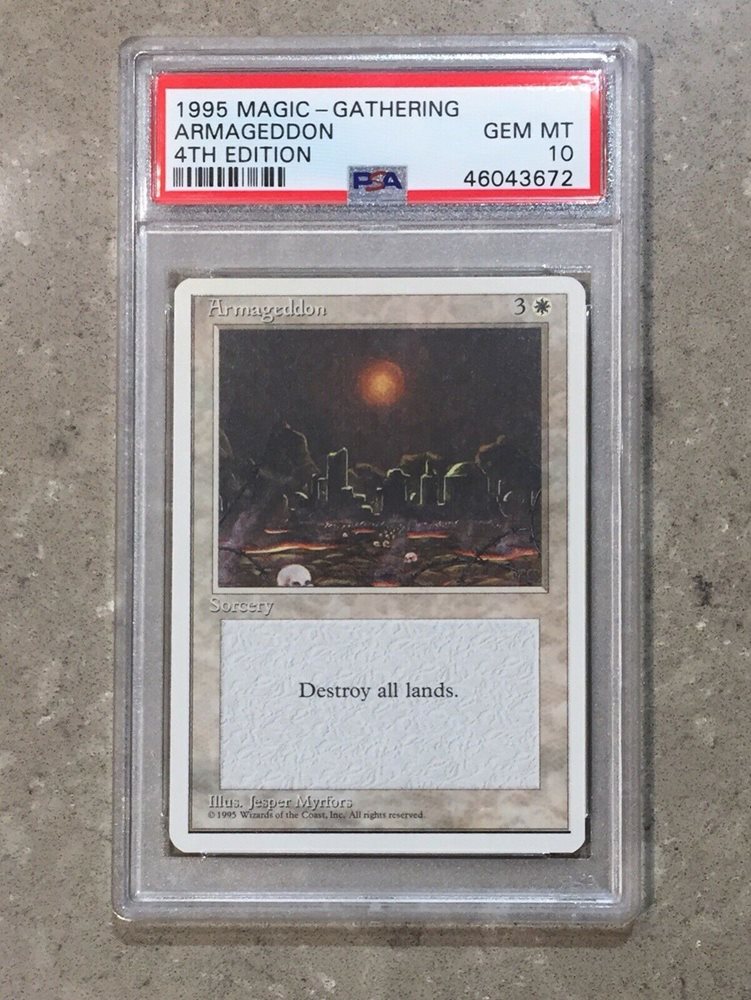 1995 MAGIC – GATHERING
ARMAGEDDON GEM MT
4TH EDITION 10
PSA 46043672
Armageddon 3
Sorcery
Destroy all lands.
Illus. Jesper Myrfors
© 1995 Wizards of the Coast, Inc. All rights reserved.